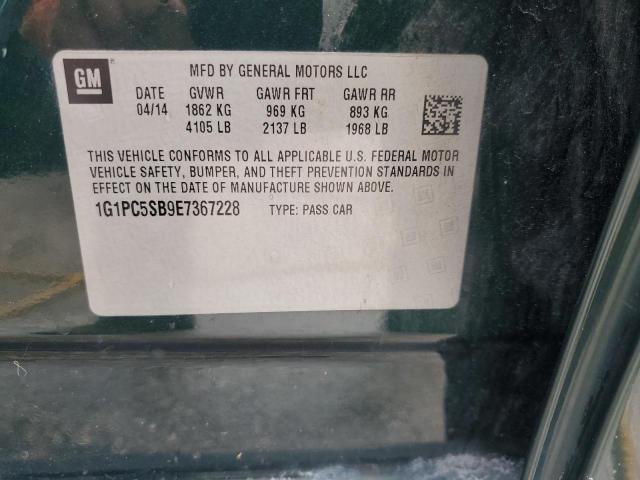 GM
MFD BY GENERAL MOTORS LLC
DATE GVWR GAWR FRT GAWR RR
04/14 1862 KG 969 KG 893 KG
4105 LB 2137 LB 1968 LB
THIS VEHICLE CONFORMS TO ALL APPLICABLE U.S. FEDERAL MOTOR
VEHICLE SAFETY, BUMPER, AND THEFT PREVENTION STANDARDS IN
EFFECT ON THE DATE OF MANUFACTURE SHOWN ABOVE.
1G1PC5SB9E7367228 TYPE: PASS CAR